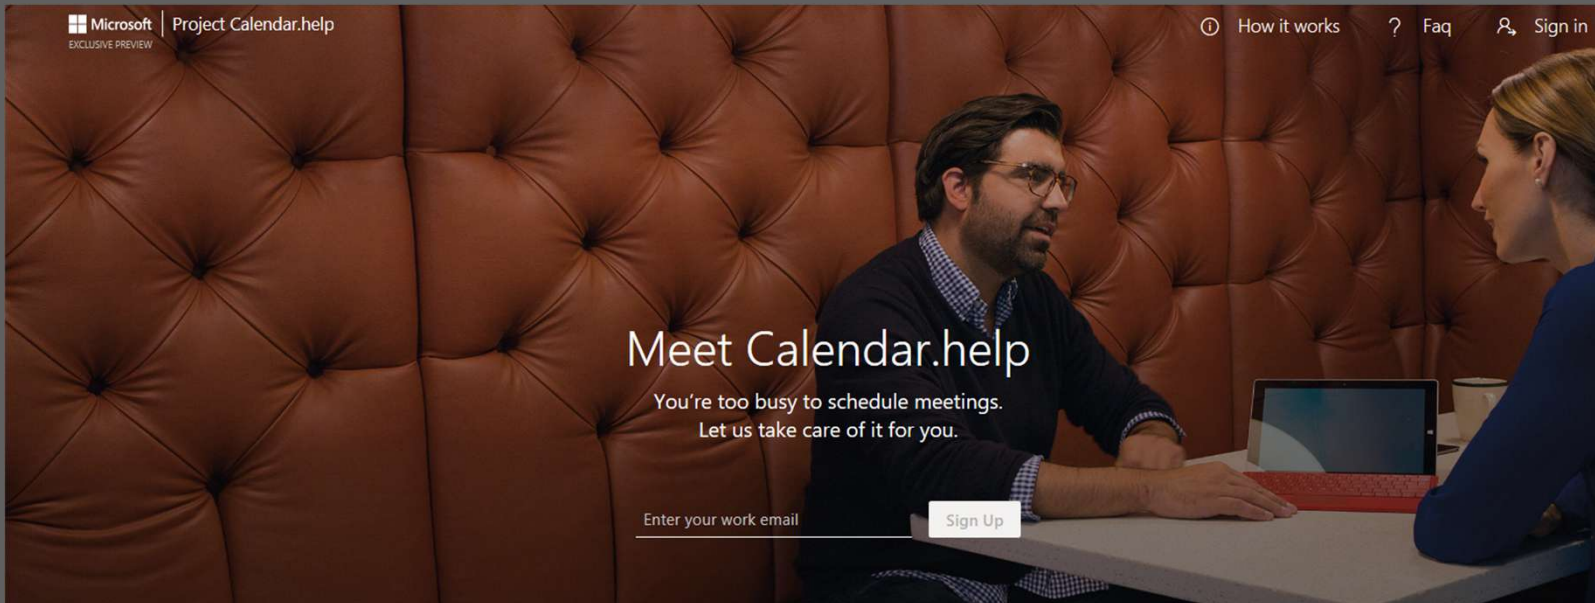 Microsoft | Project Calendar.help
EXCLUSIVE PREVIEW
How it works
? Faq
Sign in
Meet Calendar.help
You're too busy to schedule meetings.
Let us take care of it for you.
Enter your work email
Sign Up